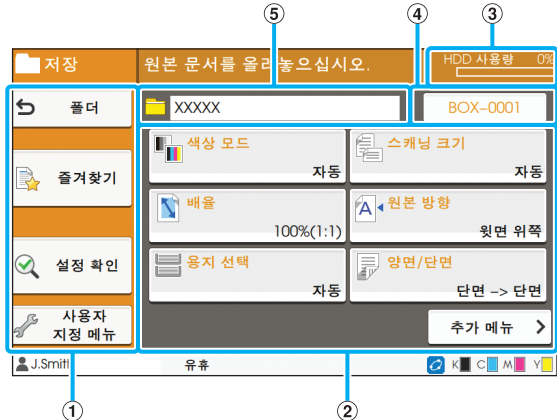 ⑤ ④ ③
저장
원본 문서를 올려놓으십시오.
HDD 사용량 0%
폴더
XXXXX
BOX-0001
즐겨찾기
설정 확인
사용자
지정 메뉴
색상 모드
자동
스캐닝 크기
자동
배율
100%(1:1)
원본 방향
윗면 위쪽
용지 선택
자동
양면/단면
단면 -> 단면
추가 메뉴
J.Smith
유휴
K C M Y
① ②